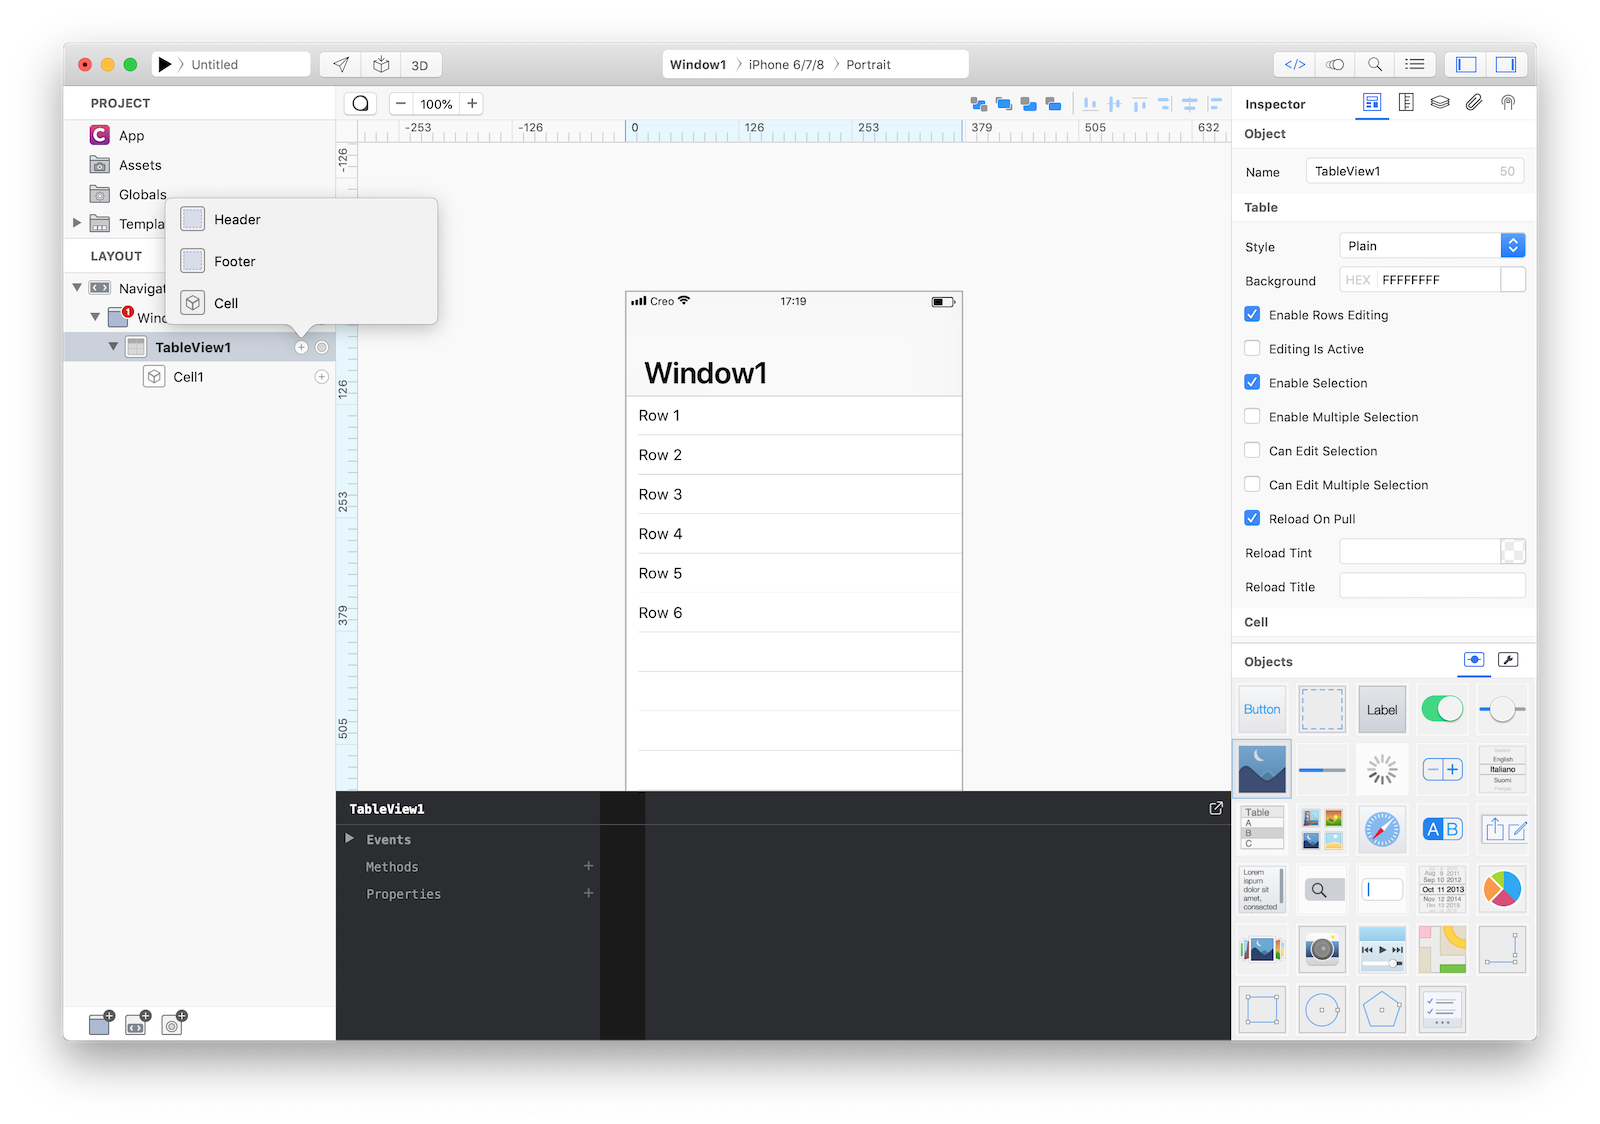 Untitled
3D
Window1 iPhone 6/7/8 Portrait
</>
PROJECT
App
Assets
Globals
Templa
LAYOUT
Navigat
1
Wind
TableView1
Cell1
Header
Footer
Cell
100%
-253 -126 0 126 253 379 505 632
-126
126
253
379
505
Creo 17:19
Window1
Row 1
Row 2
Row 3
Row 4
Row 5
Row 6
TableView1
Events
Methods
Properties
Inspector
Object
Name TableView1 50
Table
Style Plain
Background HEX FFFFFFFF
Enable Rows Editing
Editing Is Active
Enable Selection
Enable Multiple Selection
Can Edit Selection
Can Edit Multiple Selection
Reload On Pull
Reload Tint
Reload Title
Cell
Objects
Button
Label
English
Italiano
Suomi
Table
A
B
C
A B
Lorem
ispum
dolor sit
amet,
consected
Aug 9 2011
Sep 10 2012
Oct 11 2013
Nov 12 2014
Dec 13 2015